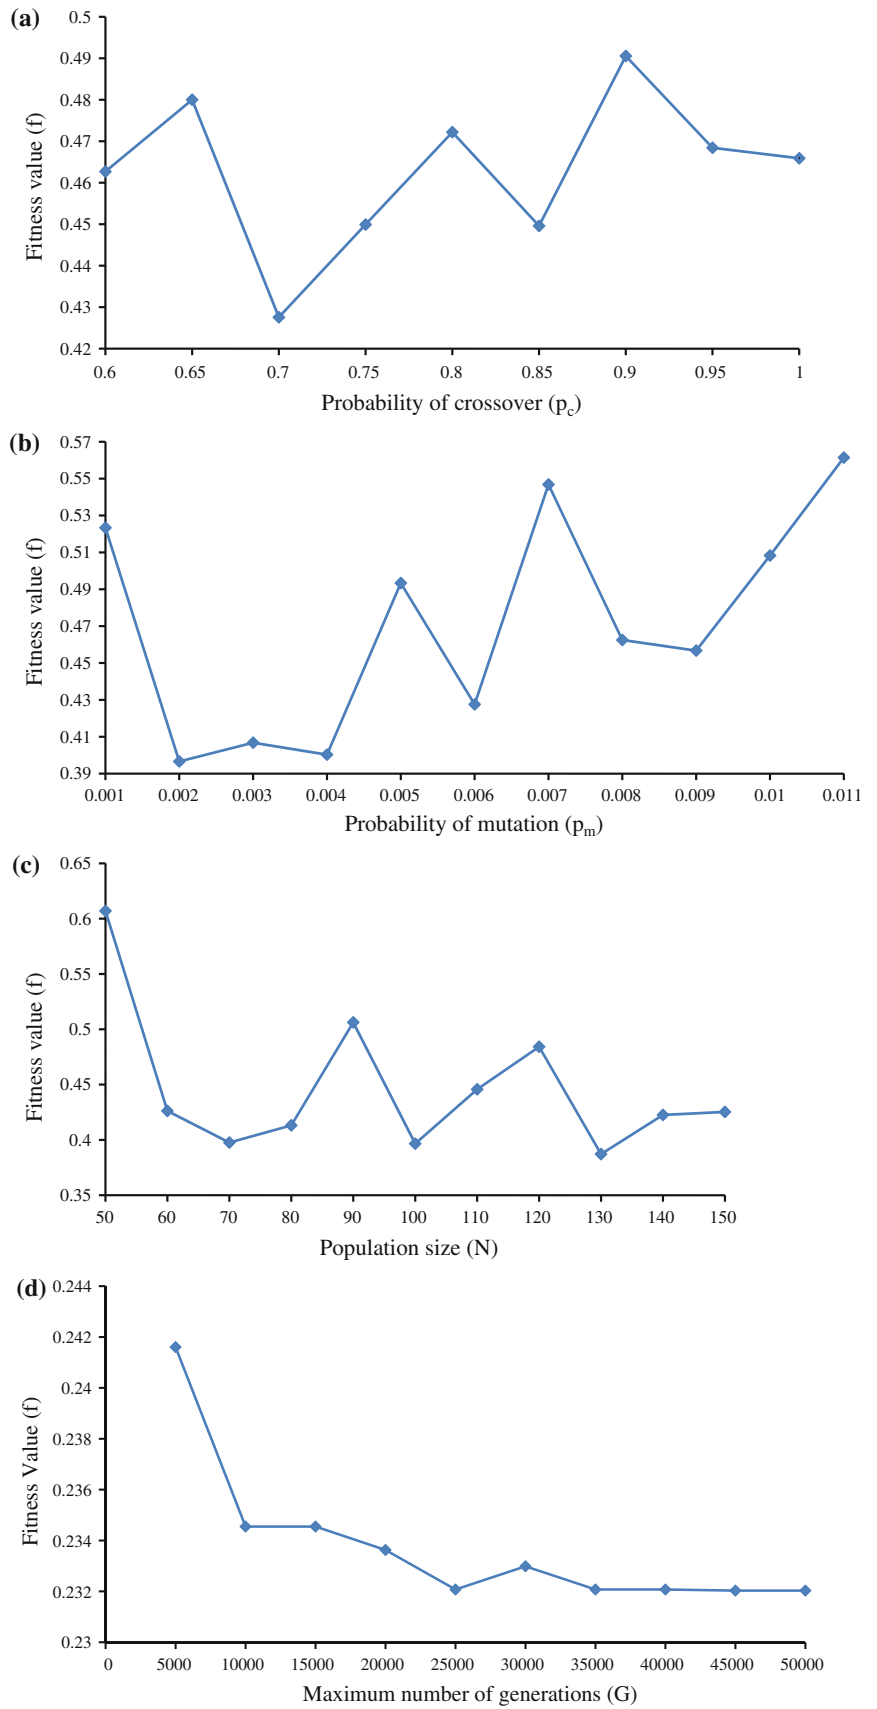 (a)
0.5
0.49
0.48
0.47
0.46
0.45
0.44
0.43
0.42
Fitness value (f)
0.6 0.65 0.7 0.75 0.8 0.85 0.9 0.95 1
Probability of crossover (pc)
(b)
0.57
0.55
0.53
0.51
0.49
0.47
0.45
0.43
0.41
0.39
Fitness value (f)
0.001 0.002 0.003 0.004 0.005 0.006 0.007 0.008 0.009 0.01 0.011
Probability of mutation (pm)
(c)
0.65
0.6
0.55
0.5
0.45
0.4
0.35
Fitness value (f)
50 60 70 80 90 100 110 120 130 140 150
Population size (N)
(d)
0.244
0.242
0.24
0.238
0.236
0.234
0.232
0.23
Fitness Value (f)
0 5000 10000 15000 20000 25000 30000 35000 40000 45000 50000
Maximum number of generations (G)